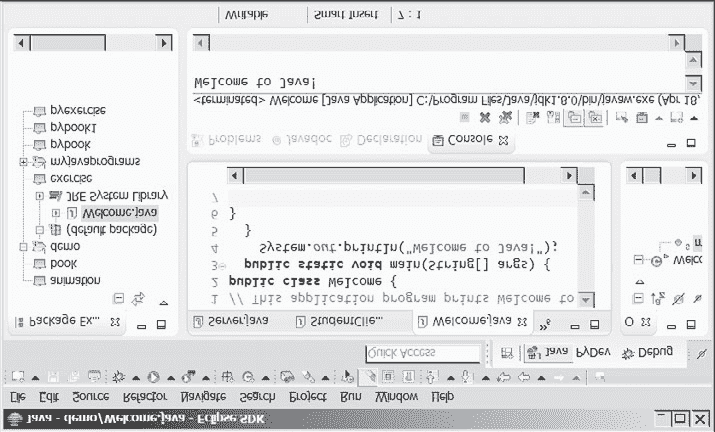 Java - demo/Welcome.java - Eclipse SDK
File Edit Source Refactor Navigate Search Project Run Window Help
Quick Access
Java PyDev Debug
Package Ex...
animation
book
demo
(default package)
Welcome.java
JRE System Library
exercise
myjavaprograms
pybook
pybook1
pyexercise
Server.java StudentClie... Welcome.java »6
1 // This application program prints Welcome to
2 public class Welcome {
3 public static void main(String[] args) {
4 System.out.println("Welcome to Java!");
5 }
6 }
7
Welco
Problems @ Javadoc Declaration Console
<terminated> Welcome [Java Application] C:\Program Files\Java\jdk1.8.0\bin\javaw.exe (Apr 18,
Welcome to Java!
Writable Smart Insert 7 : 1